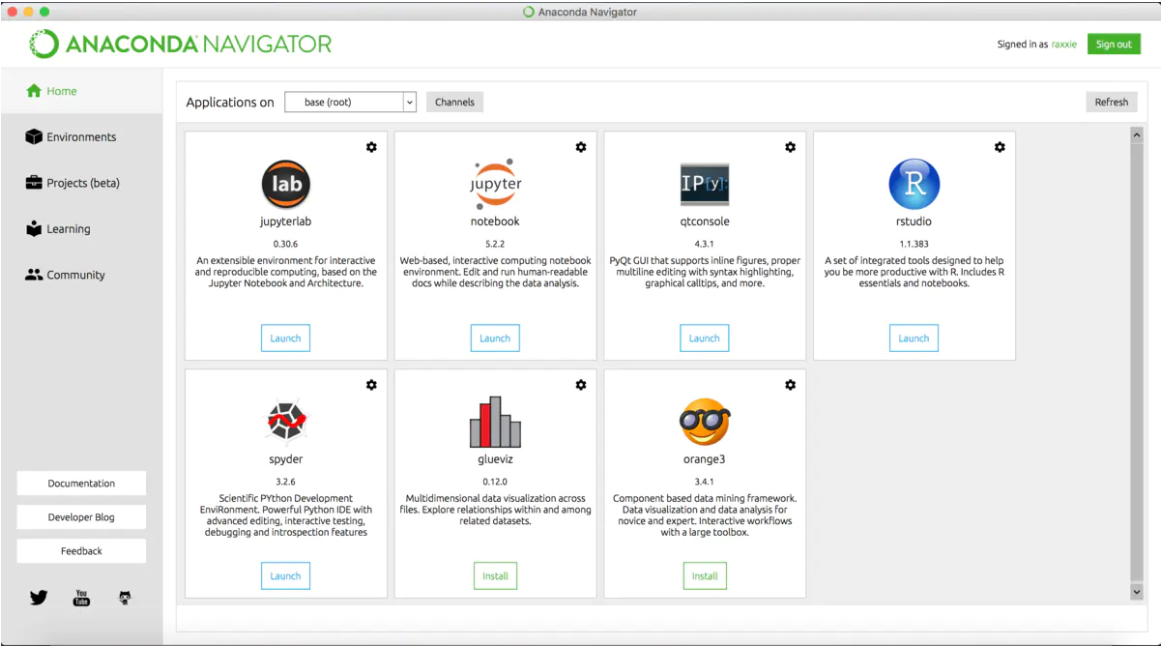 Anaconda Navigator
ANACONDA NAVIGATOR
Signed in as raxxie
Sign out
Home
Environments
Projects (beta)
Learning
Community
Documentation
Developer Blog
Feedback
You
Tube
Applications on
base (root)
Channels
Refresh
lab
jupyterlab
0.30.6
An extensible environment for interactive
and reproducible computing, based on the
Jupyter Notebook and Architecture.
Launch
jupyter
notebook
5.2.2
Web-based, interactive computing notebook
environment. Edit and run human-readable
docs while describing the data analysis.
Launch
IP[y]:
qtconsole
4.3.1
PyQt GUI that supports inline figures, proper
multiline editing with syntax highlighting,
graphical calltips, and more.
Launch
R
rstudio
1.1.383
A set of integrated tools designed to help
you be more productive with R. Includes R
essentials and notebooks.
Launch
spyder
3.2.6
Scientific PYthon Development
EnviRonment. Powerful Python IDE with
advanced editing, interactive testing,
debugging and introspection features
Launch
glueviz
0.12.0
Multidimensional data visualization across
files. Explore relationships within and among
related datasets.
Install
orange3
3.4.1
Component based data mining framework.
Data visualization and data analysis for
novice and expert. Interactive workflows
with a large toolbox.
Install